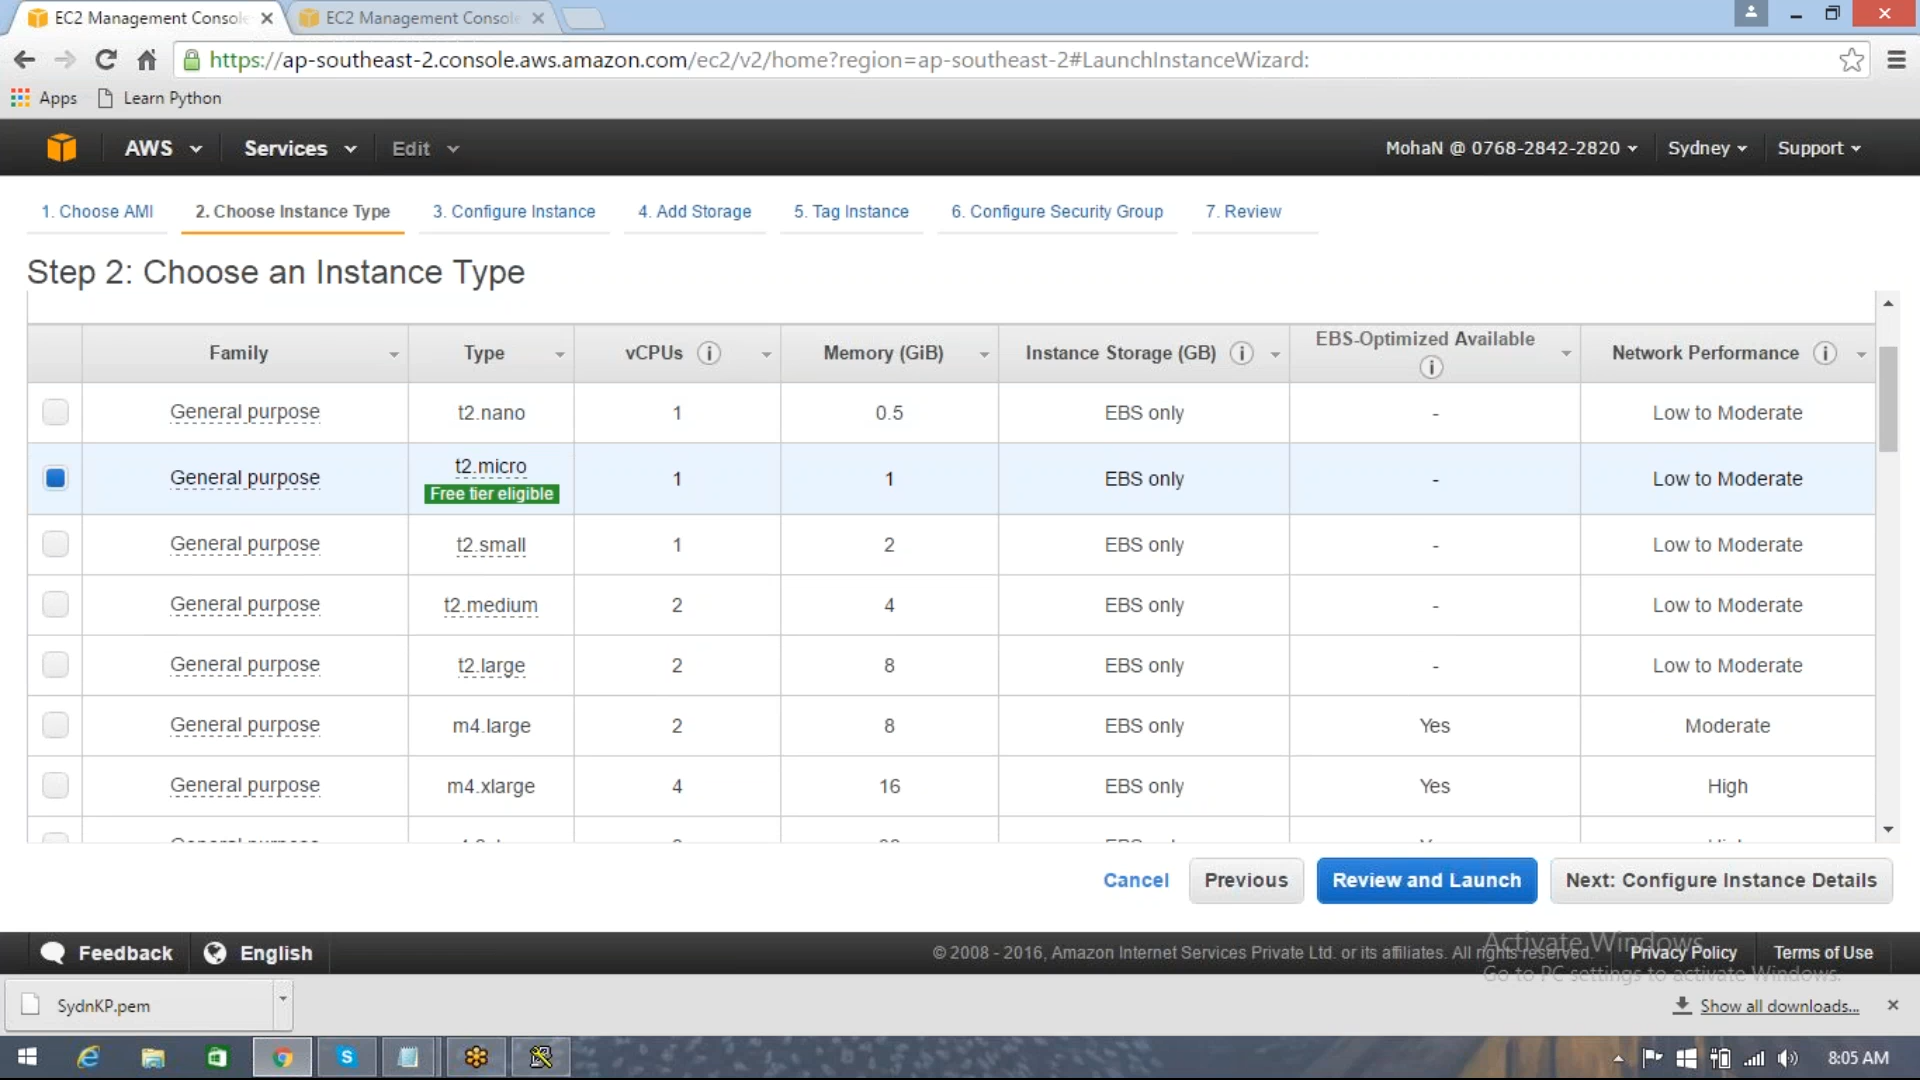 EC2 Management Console
EC2 Management Console
https://ap-southeast-2.console.aws.amazon.com/ec2/v2/home?region=ap-southeast-2#LaunchInstanceWizard:
Apps Learn Python
AWS Services Edit MohaN @ 0768-2842-2820 Sydney Support
1. Choose AMI 2. Choose Instance Type 3. Configure Instance 4. Add Storage 5. Tag Instance 6. Configure Security Group 7. Review
Step 2: Choose an Instance Type
Family Type vCPUs Memory (GiB) Instance Storage (GB) EBS-Optimized Available Network Performance
General purpose t2.nano 1 0.5 EBS only - Low to Moderate
General purpose t2.micro 1 1 EBS only - Low to Moderate
Free tier eligible
General purpose t2.small 1 2 EBS only - Low to Moderate
General purpose t2.medium 2 4 EBS only - Low to Moderate
General purpose t2.large 2 8 EBS only - Low to Moderate
General purpose m4.large 2 8 EBS only Yes Moderate
General purpose m4.xlarge 4 16 EBS only Yes High
Cancel Previous Review and Launch Next: Configure Instance Details
Feedback English © 2008 - 2016, Amazon Internet Services Private Ltd. or its affiliates. All rights reserved. Privacy Policy Terms of Use
Activate Windows
Go to PC settings to activate Windows.
SydnKP.pem Show all downloads...
8:05 AM